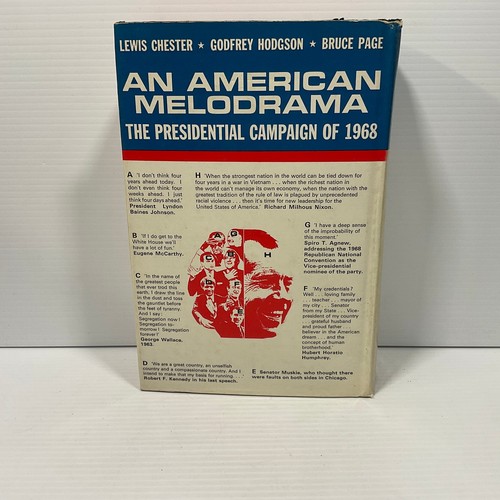 LEWIS CHESTER ★ GODFREY HODGSON ★ BRUCE PAGE
AN AMERICAN
MELODRAMA
THE PRESIDENTIAL CAMPAIGN OF 1968
A 'I don't think four
years ahead today. I
don't even think four
weeks ahead. I just
think four days ahead.'
President Lyndon
Baines Johnson.
H 'When the strongest nation in the world can be tied down for
four years in a war in Vietnam . . . when the richest nation in
the world can't manage its own economy, when the nation with
the greatest tradition of the rule of law is plagued by unprecedented
racial violence . . . then it's time for new leadership for the
United States of America.' Richard Milhous Nixon.
B 'If I do get to the
White House we'll
have a lot of fun.'
Eugene McCarthy.
G 'I have a deep sense
of the improbability of
this moment.'
Spiro T. Agnew,
addressing the 1968
Republican National
Convention as the
Vice-presidential
nominee of the party.
C 'In the name of
the greatest people
that ever trod this
earth, I draw the line
in the dust and toss
the gauntlet before
the feet of tyranny.
And I say:
Segregation now!
Segregation to-
morrow! Segregation
forever!'
George Wallace,
1963.
F 'My credentials?
Well . . . loving family
. . . teacher . . . mayor of
my city . . . Senator
from my State . . . Vice-
president of my country
. . . grateful husband
and proud father . . .
believer in the American
dream . . . and the
concept of human
brotherhood.'
Hubert Horatio
Humphrey.
A G
B C D H
B F
E
D 'We are a great country, an unselfish
country and a compassionate country. And I
intend to make that my basis for running . . .'
Robert F. Kennedy in his last speech.
E Senator Muskie, who thought there
were faults on both sides in Chicago.